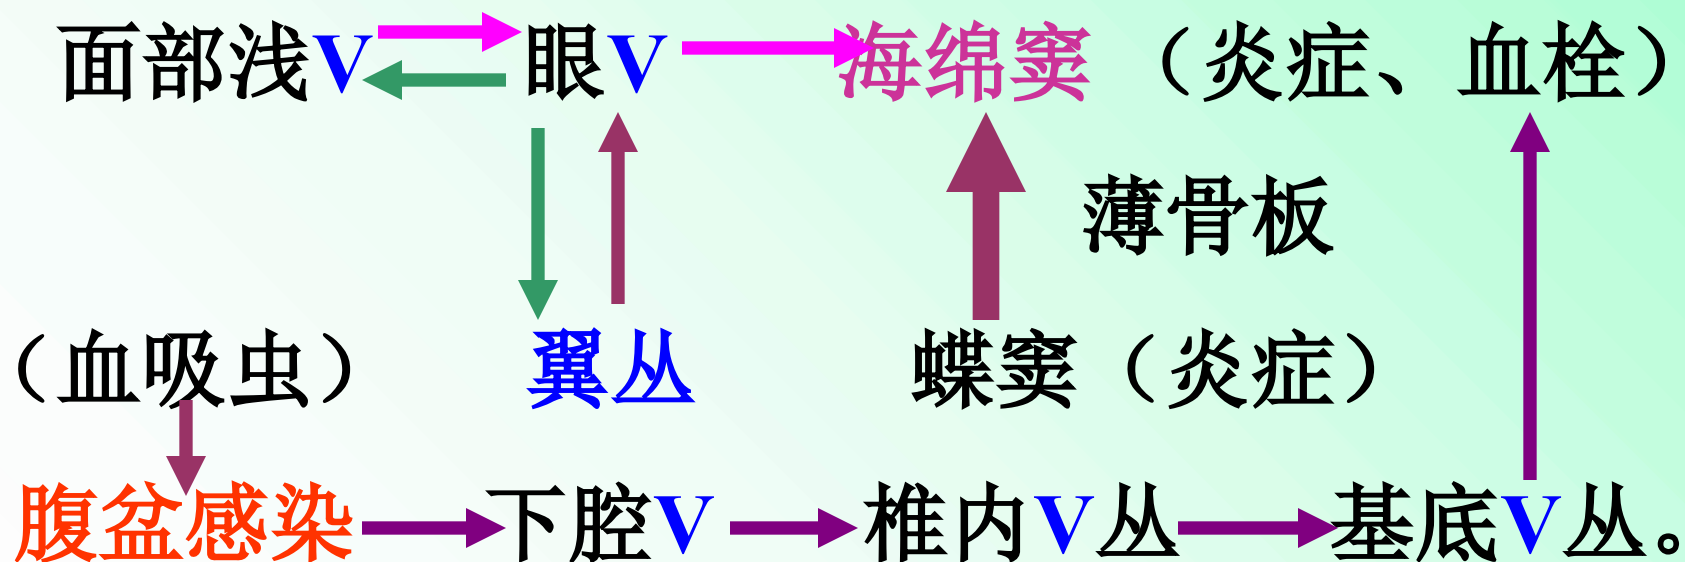 面部浅V 眼V 海绵窦（炎症、血栓）
薄骨板
（血吸虫） 翼丛 蝶窦（炎症）
腹盆感染 下腔V 椎内V丛 基底V丛。